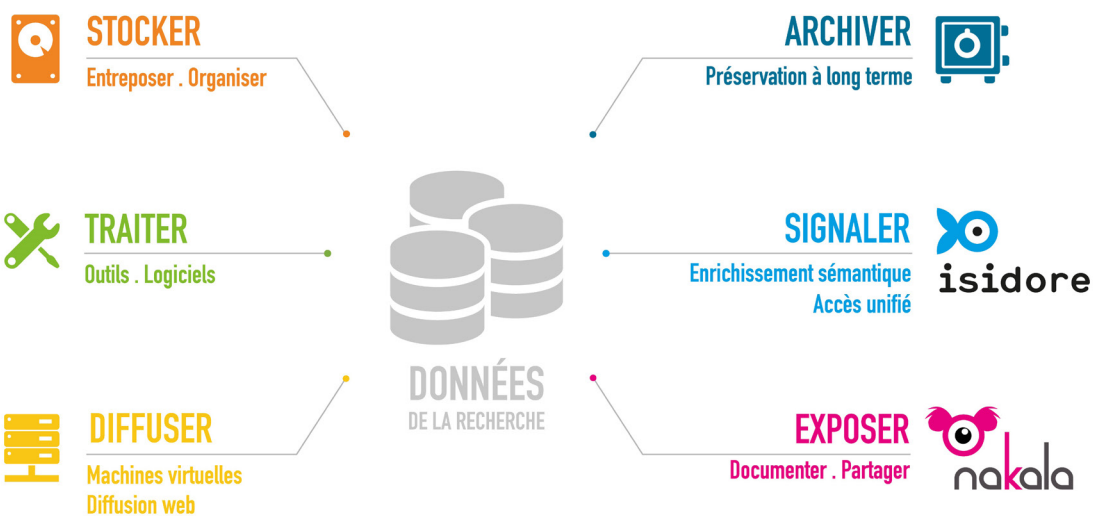 STOCKER
Entreposer . Organiser
TRAITER
Outils . Logiciels
DIFFUSER
Machines virtuelles
Diffusion web
DONNÉES
DE LA RECHERCHE
ARCHIVER
Préservation à long terme
SIGNALER
Enrichissement sémantique
Accès unifié
isidore
EXPOSER
Documenter . Partager
nakala